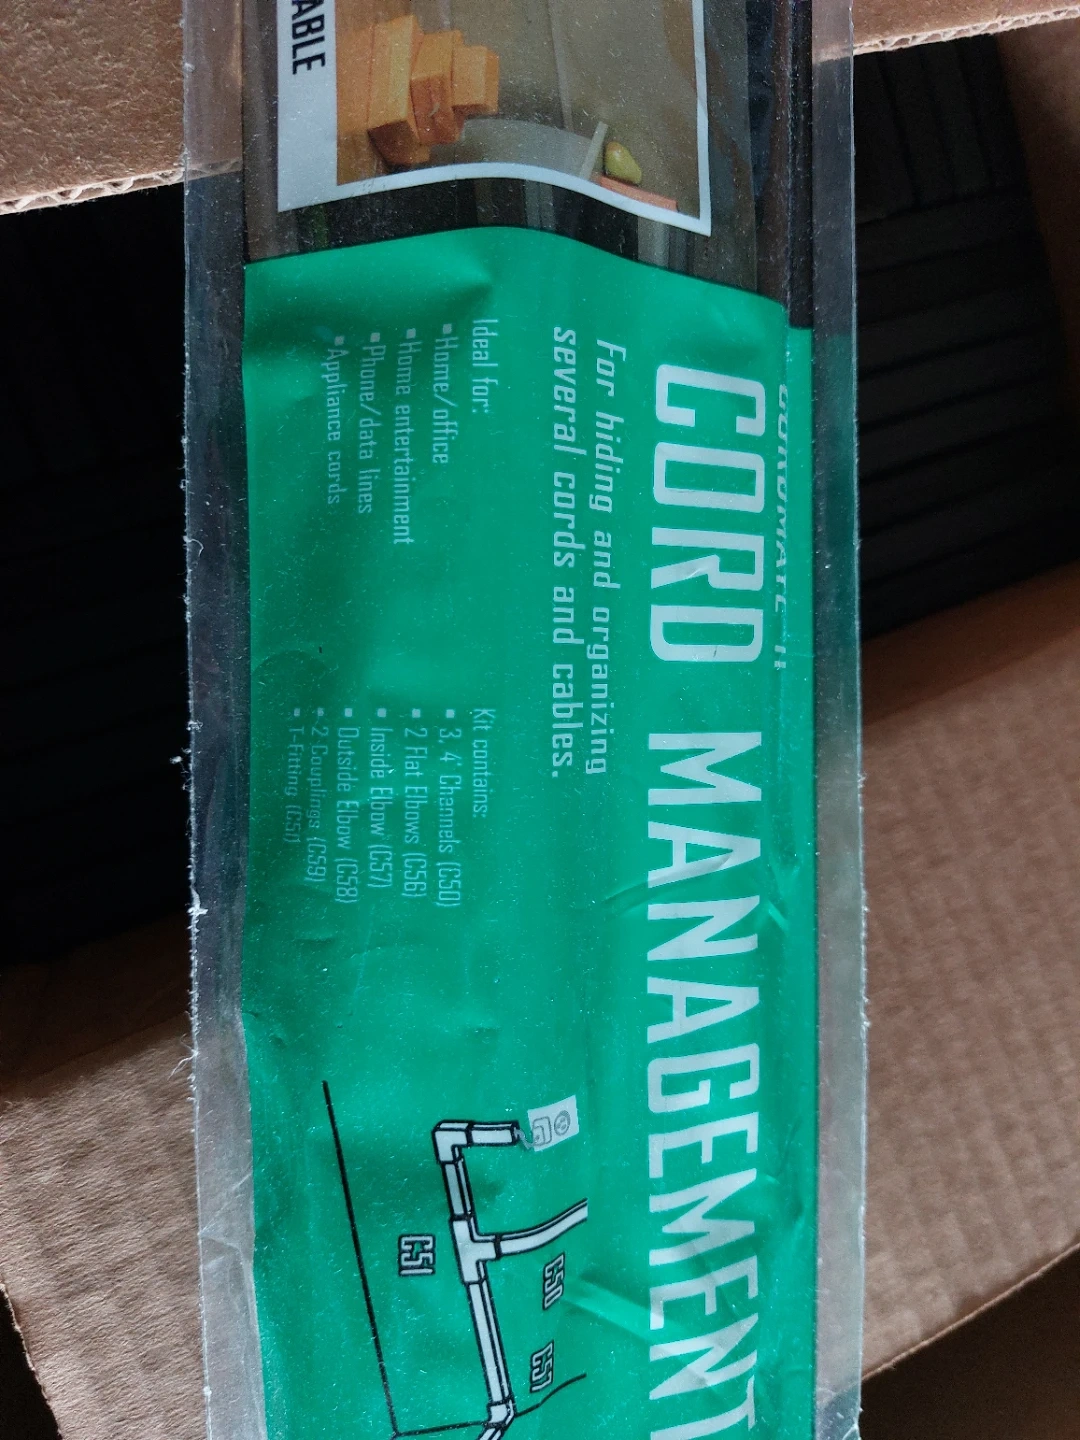 ABLE
CORDMATE II
CORD MANAGEMENT
For hiding and organizing
several cords and cables.
Ideal for:
▪ Home/office
▪ Home entertainment
▪ Phone/data lines
▪ Appliance cords
Kit contains:
▪ 3, 4' Channels (C50)
▪ 2 Flat Elbows (C56)
▪ Inside Elbow (C57)
▪ Outside Elbow (C58)
▪ 2 Couplings (C59)
▪ T-Fitting (C51)
C50
C51
C57